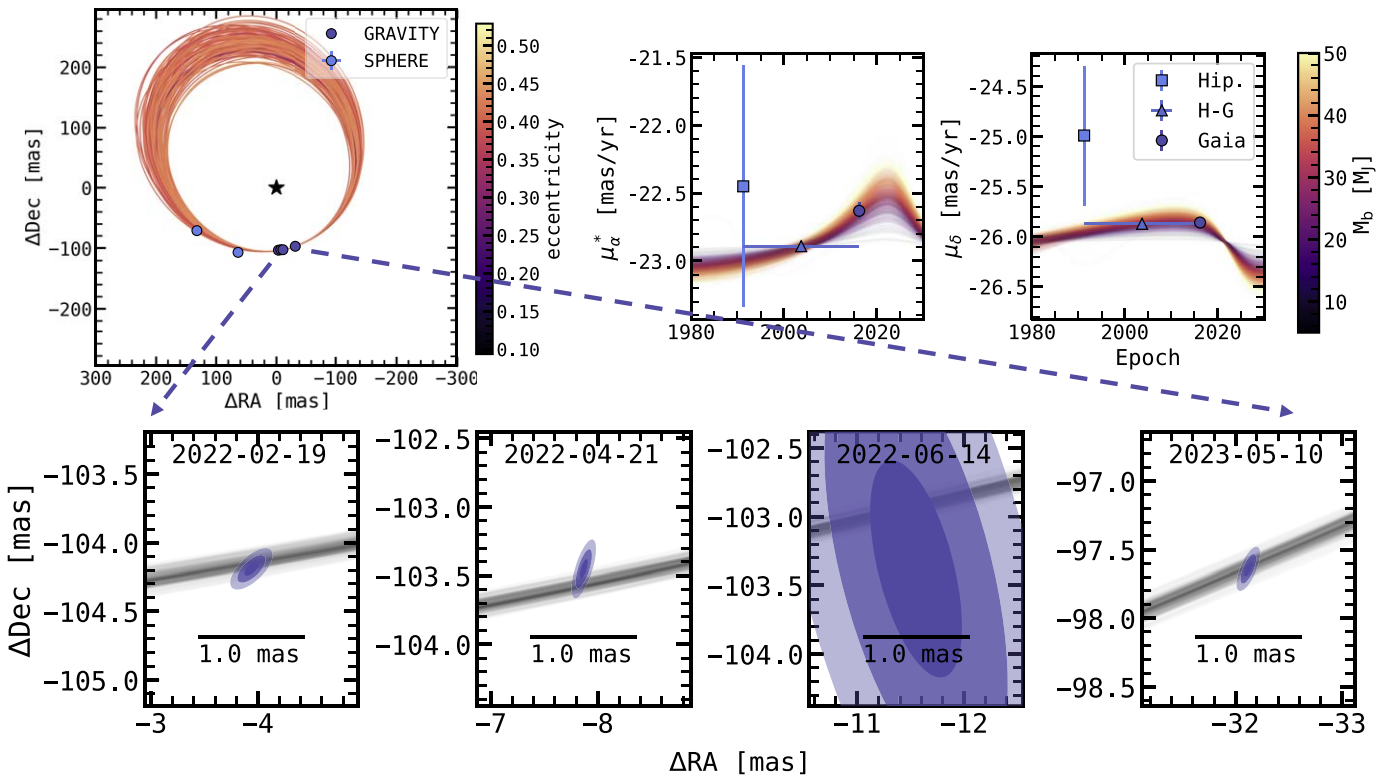 GRAVITY
SPHERE
200
100
0
−100
−200
ΔDec [mas]
300 200 100 0 −100 −200 −300
ΔRA [mas]
0.50
0.45
0.40
0.35
0.30
0.25
0.20
0.15
0.10
eccentricity
−21.5
−22.0
−22.5
−23.0
μ*α [mas/yr]
1980 2000 2020
Hip.
H-G
Gaia
−24.5
−25.0
−25.5
−26.0
−26.5
μδ [mas/yr]
1980 2000 2020
Epoch
50
40
30
20
10
Mb [MJ]
2022-02-19
−103.5
−104.0
−104.5
−105.0
ΔDec [mas]
1.0 mas
−3 −4
2022-04-21
−102.5
−103.0
−103.5
−104.0
1.0 mas
−7 −8
2022-06-14
−102.5
−103.0
−103.5
−104.0
1.0 mas
−11 −12
2023-05-10
−97.0
−97.5
−98.0
−98.5
1.0 mas
−32 −33
ΔRA [mas]